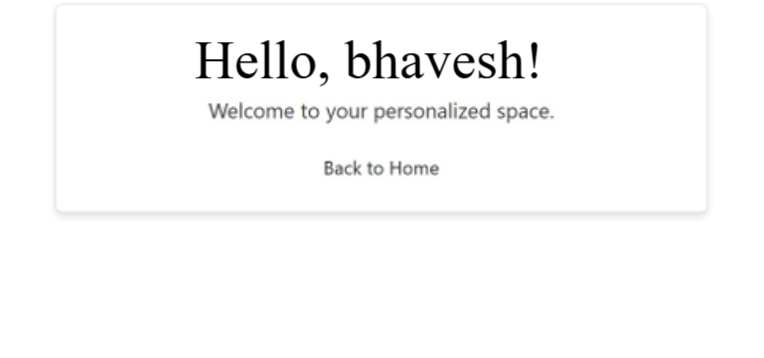 Hello, bhavesh!
Welcome to your personalized space.
Back to Home